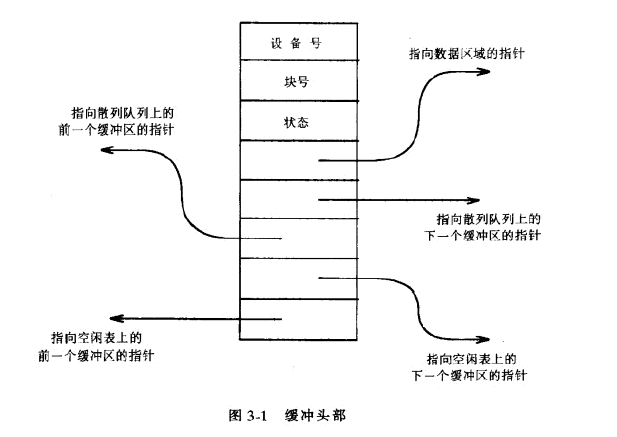 设备号
指向数据区域的指针
块号
指向散列队列上的
前一个缓冲区的指针
状态
指向散列队列上的
下一个缓冲区的指针
指向空闲表上的
前一个缓冲区的指针
指向空闲表上的
下一个缓冲区的指针
图 3-1 缓冲头部